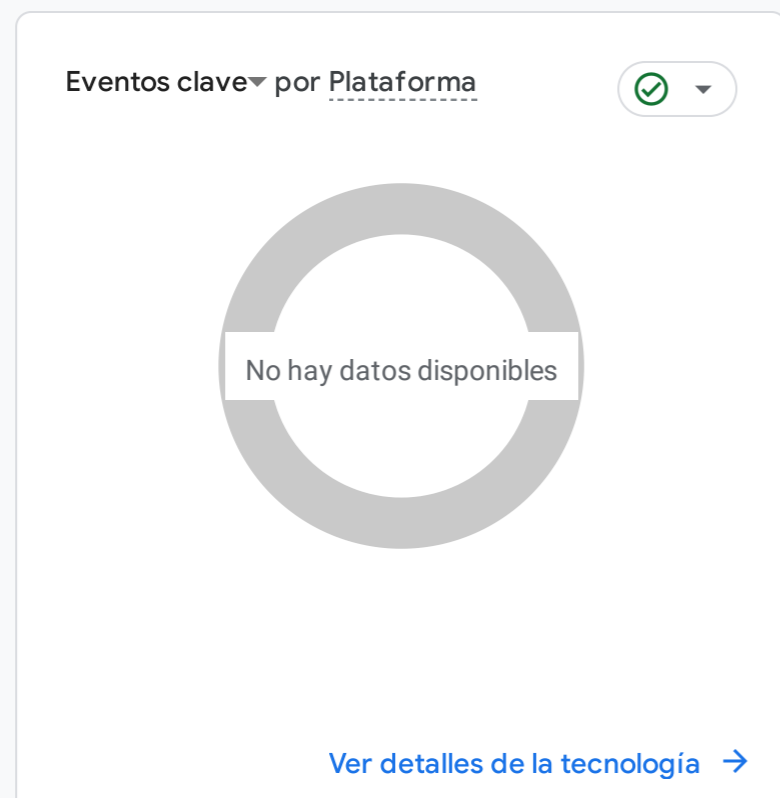 Eventos clave por Plataforma
No hay datos disponibles
Ver detalles de la tecnología